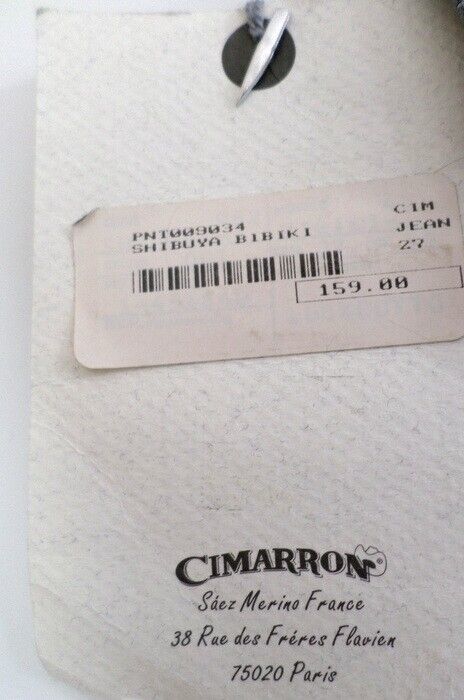 PNT009034 CIM
SHIBUYA BIBIKI JEAN
27
159.00
CIMARRON®
Sáez Merino France
38 Rue des Fréres Flavien
75020 Paris